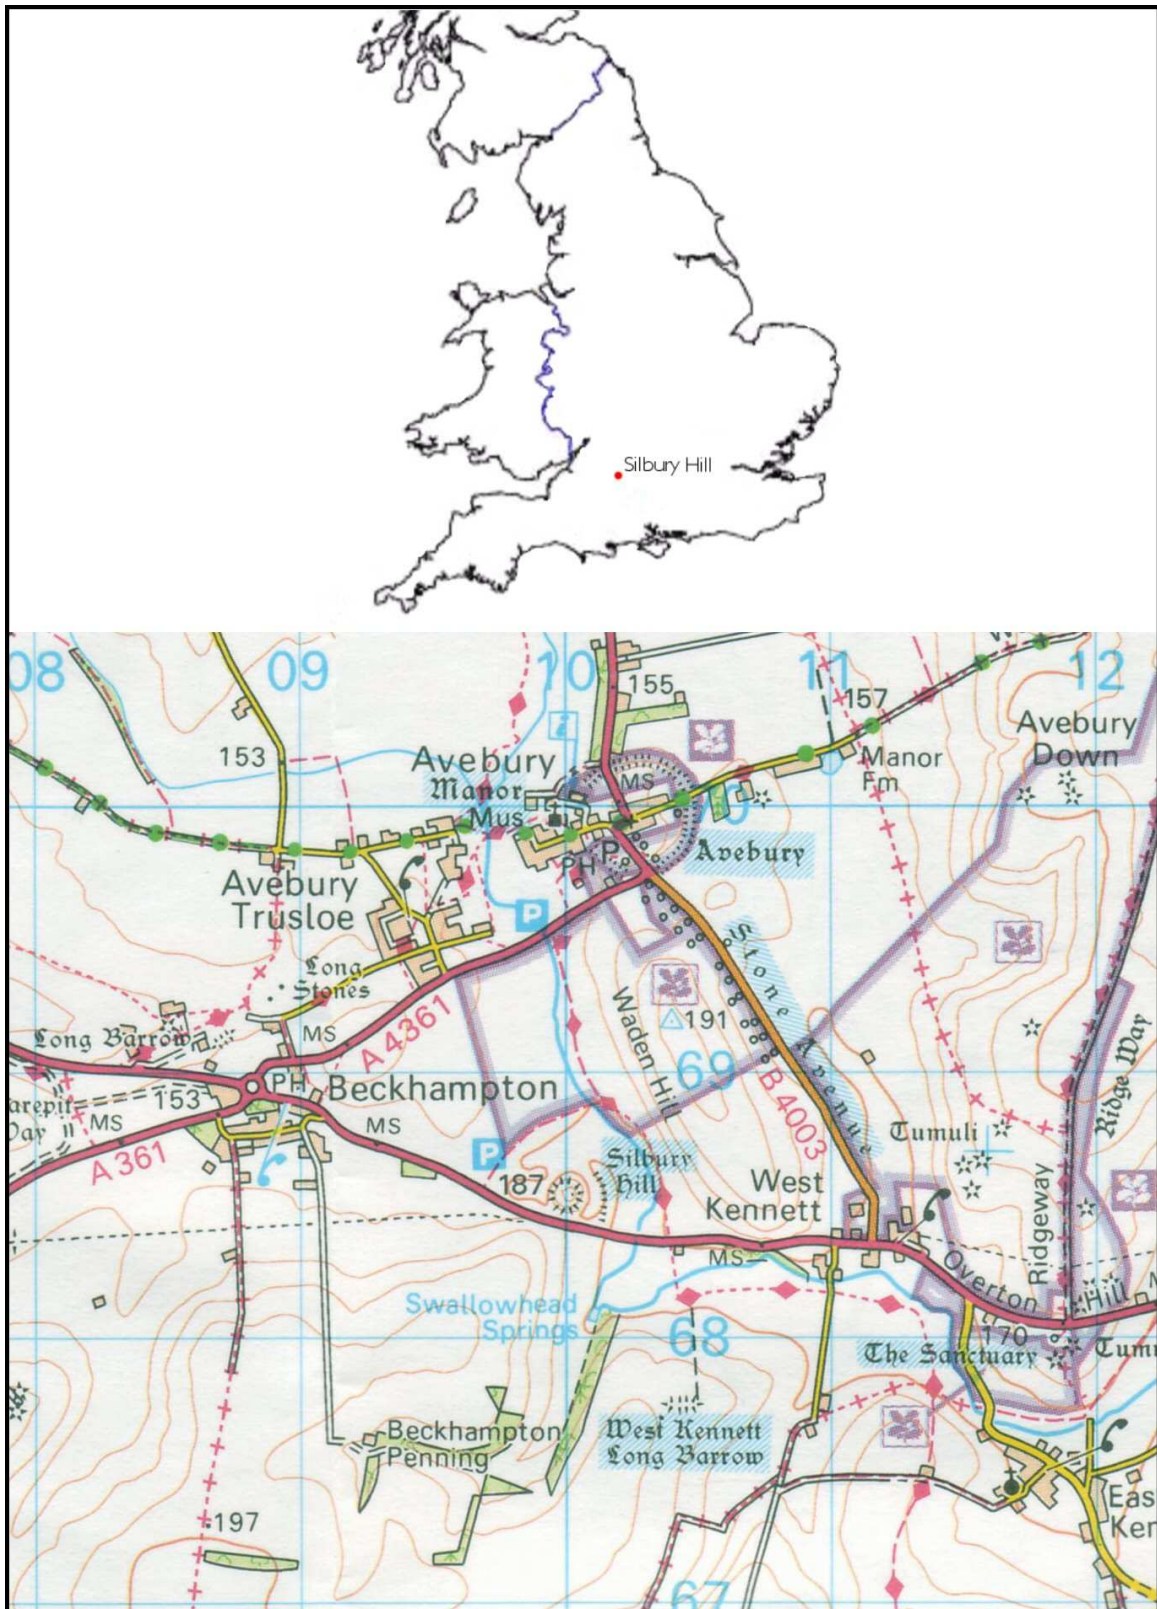 Silbury Hill
08
09
10
11
12
155
157
153
i
Avebury
Down
Avebury
Manor
Mus
MS
Manor
Fm
70
P
PH
Avebury
Avebury
Trusloe
P
Stone Avenue
Long
Stones
Waden Hill
191
MS
A 4361
Long Barrow
69
B 4003
Ridge Way
PH
Beckhampton
153
MS
MS
A 361
Tumuli
P
Silbury
Hill
187
West
Kennett
Ridgeway
MS
Overton Hill
Swallowhead
Springs
68
170
The Sanctuary
Beckhampton
Penning
West Kennett
Long Barrow
197
67